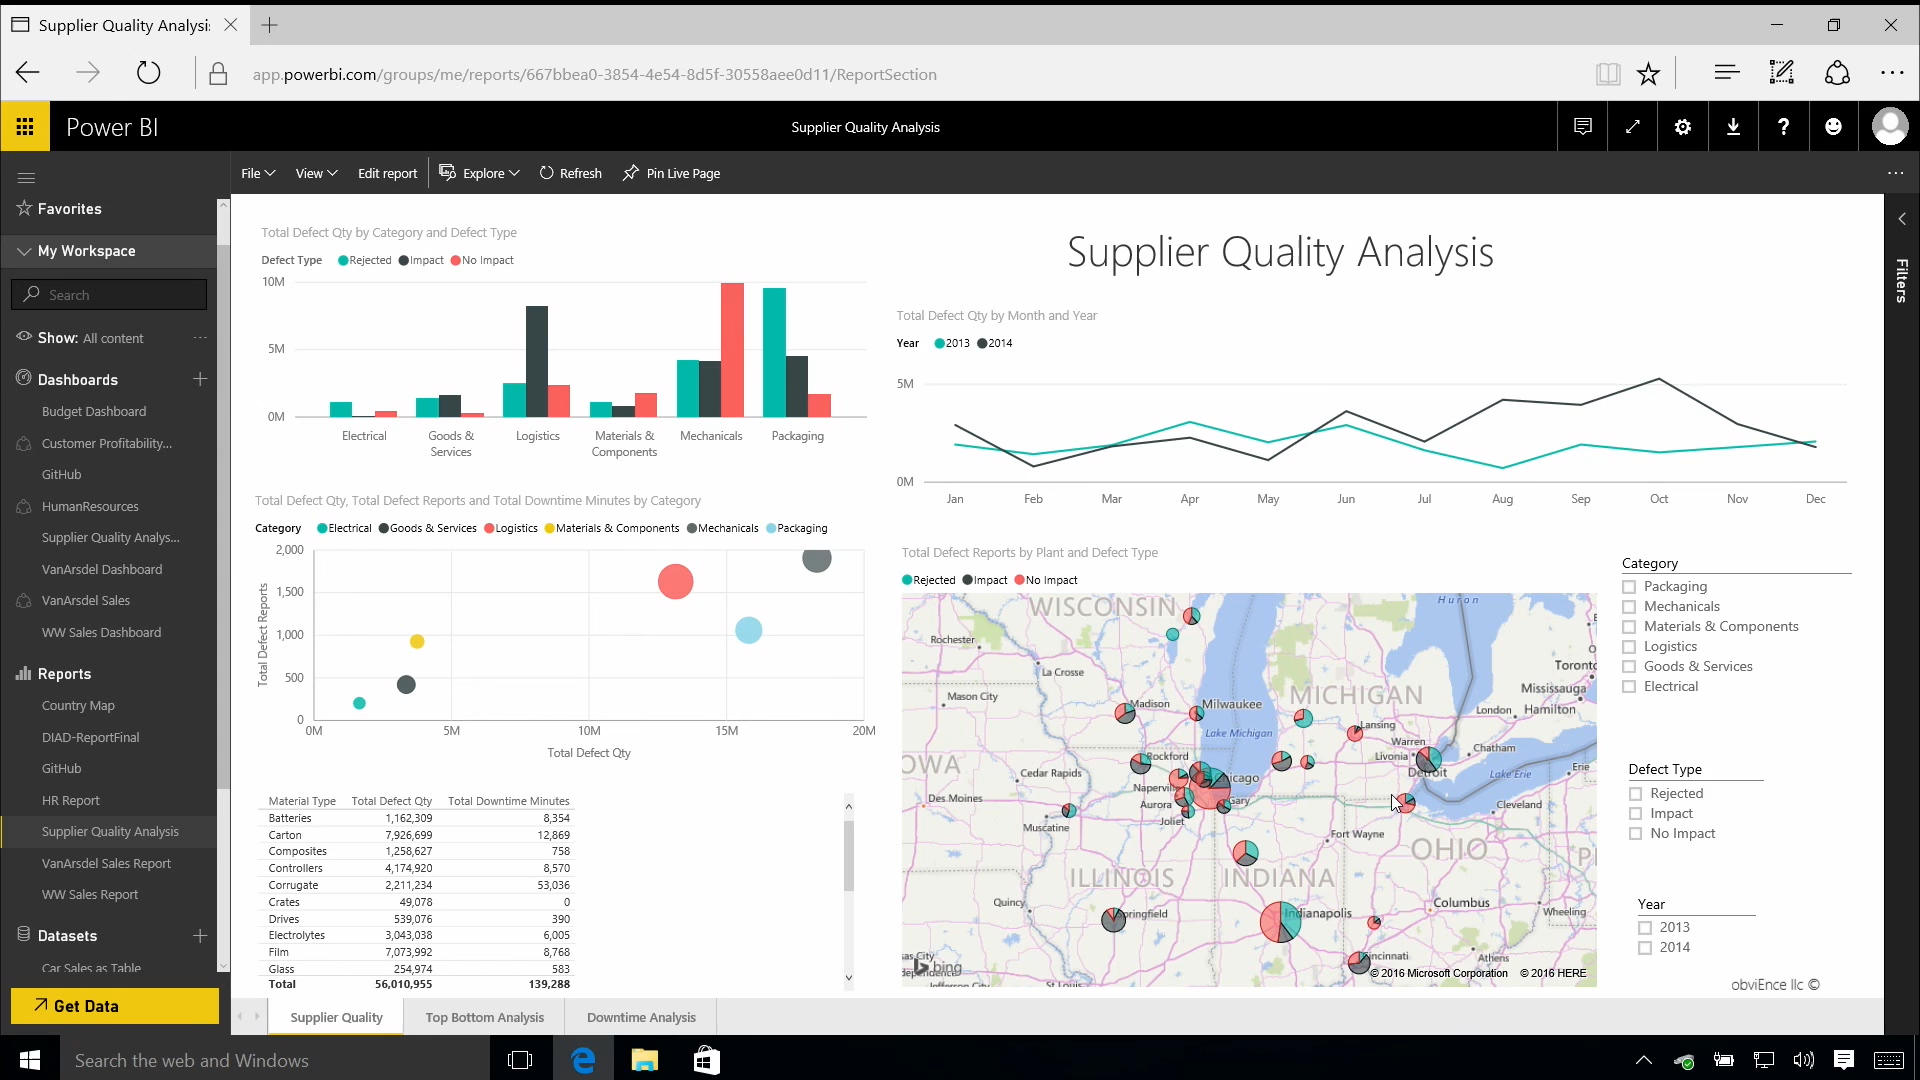 Supplier Quality Analysis
app.powerbi.com/groups/me/reports/667bbea0-3854-4e54-8d5f-30558aee0d11/ReportSection
Power BI
Supplier Quality Analysis
File View Edit report Explore Refresh Pin Live Page
Favorites
My Workspace
Search
Show: All content
Dashboards
Budget Dashboard
Customer Profitability...
GitHub
HumanResources
Supplier Quality Analys...
VanArsdel Dashboard
VanArsdel Sales
WW Sales Dashboard
Reports
Country Map
DIAD-ReportFinal
GitHub
HR Report
Supplier Quality Analysis
VanArsdel Sales Report
WW Sales Report
Datasets
Car Sales as Table
Get Data
Total Defect Qty by Category and Defect Type
Defect Type Rejected Impact No Impact
10M
5M
0M
Electrical
Goods &
Services
Logistics
Materials &
Components
Mechanicals
Packaging
Supplier Quality Analysis
Total Defect Qty by Month and Year
Year 2013 2014
5M
0M
Jan Feb Mar Apr May Jun Jul Aug Sep Oct Nov Dec
Total Defect Qty, Total Defect Reports and Total Downtime Minutes by Category
Category Electrical Goods & Services Logistics Materials & Components Mechanicals Packaging
Total Defect Reports
2,000
1,500
1,000
500
0
0M 5M 10M 15M 20M
Total Defect Qty
Material Type Total Defect Qty Total Downtime Minutes
Batteries 1,162,309 8,354
Carton 7,926,699 12,869
Composites 1,258,627 758
Controllers 4,174,920 8,570
Corrugate 2,211,234 53,036
Crates 49,078 0
Drives 539,076 390
Electrolytes 3,043,038 6,005
Film 7,073,992 8,768
Glass 254,974 583
Total 56,010,955 139,288
Total Defect Reports by Plant and Defect Type
Rejected Impact No Impact
WISCONSIN
Huron
Rochester
La Crosse
Toronto
Mason City
MICHIGAN
Mississauga
Madison
Milwaukee
London Hamilton
Lansing
Lake Michigan
Warren
Livonia
Chatham
Rockford
Detroit
OWA
Cedar Rapids
Chicago
Lake Erie
Erie
Naperville
Des Moines
Aurora
Gary
Cleveland
Muscatine
Joliet
Fort Wayne
OHIO
ILLINOIS
INDIANA
Quincy
Springfield
Indianapolis
Columbus
Wheeling
Cincinnati
Athens
bing
Jefferson City
St Louis
© 2016 Microsoft Corporation © 2016 HERE
Category
Packaging
Mechanicals
Materials & Components
Logistics
Goods & Services
Electrical
Defect Type
Rejected
Impact
No Impact
Year
2013
2014
obviEnce llc ©
Filters
Supplier Quality Top Bottom Analysis Downtime Analysis
Search the web and Windows